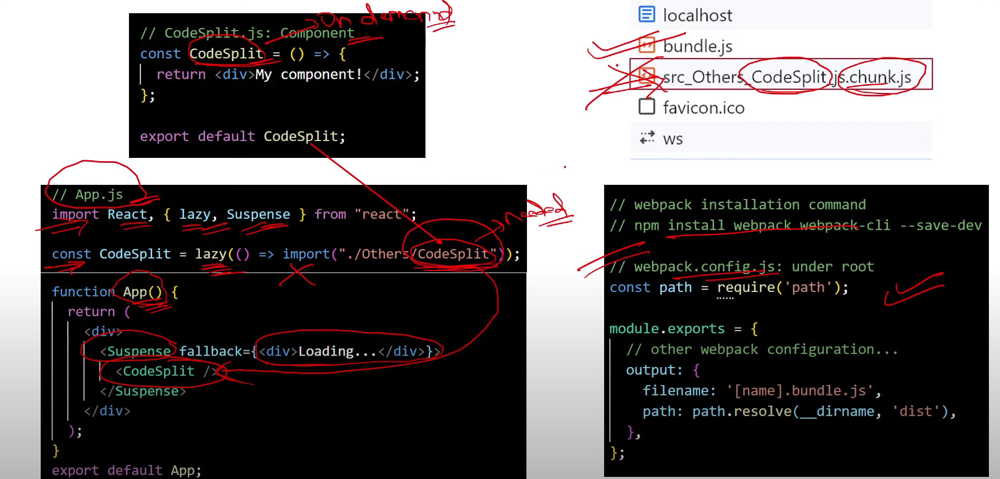 // CodeSplit.js: Component
const CodeSplit = () => {
return <div>My component!</div>;
};
export default CodeSplit;
On demand
localhost
bundle.js
src_Others_CodeSplit_js.chunk.js
favicon.ico
ws
// App.js
import React, { lazy, Suspense } from "react";
const CodeSplit = lazy(() => import("./Others/CodeSplit"));
Needed
function App() {
return (
<div>
<Suspense fallback={<div>Loading...</div>}>
<CodeSplit />
</Suspense>
</div>
);
}
export default App;
// webpack installation command
// npm install webpack webpack-cli --save-dev
// webpack.config.js: under root
const path = require('path');
module.exports = {
// other webpack configuration...
output: {
filename: '[name].bundle.js',
path: path.resolve(__dirname, 'dist'),
},
};